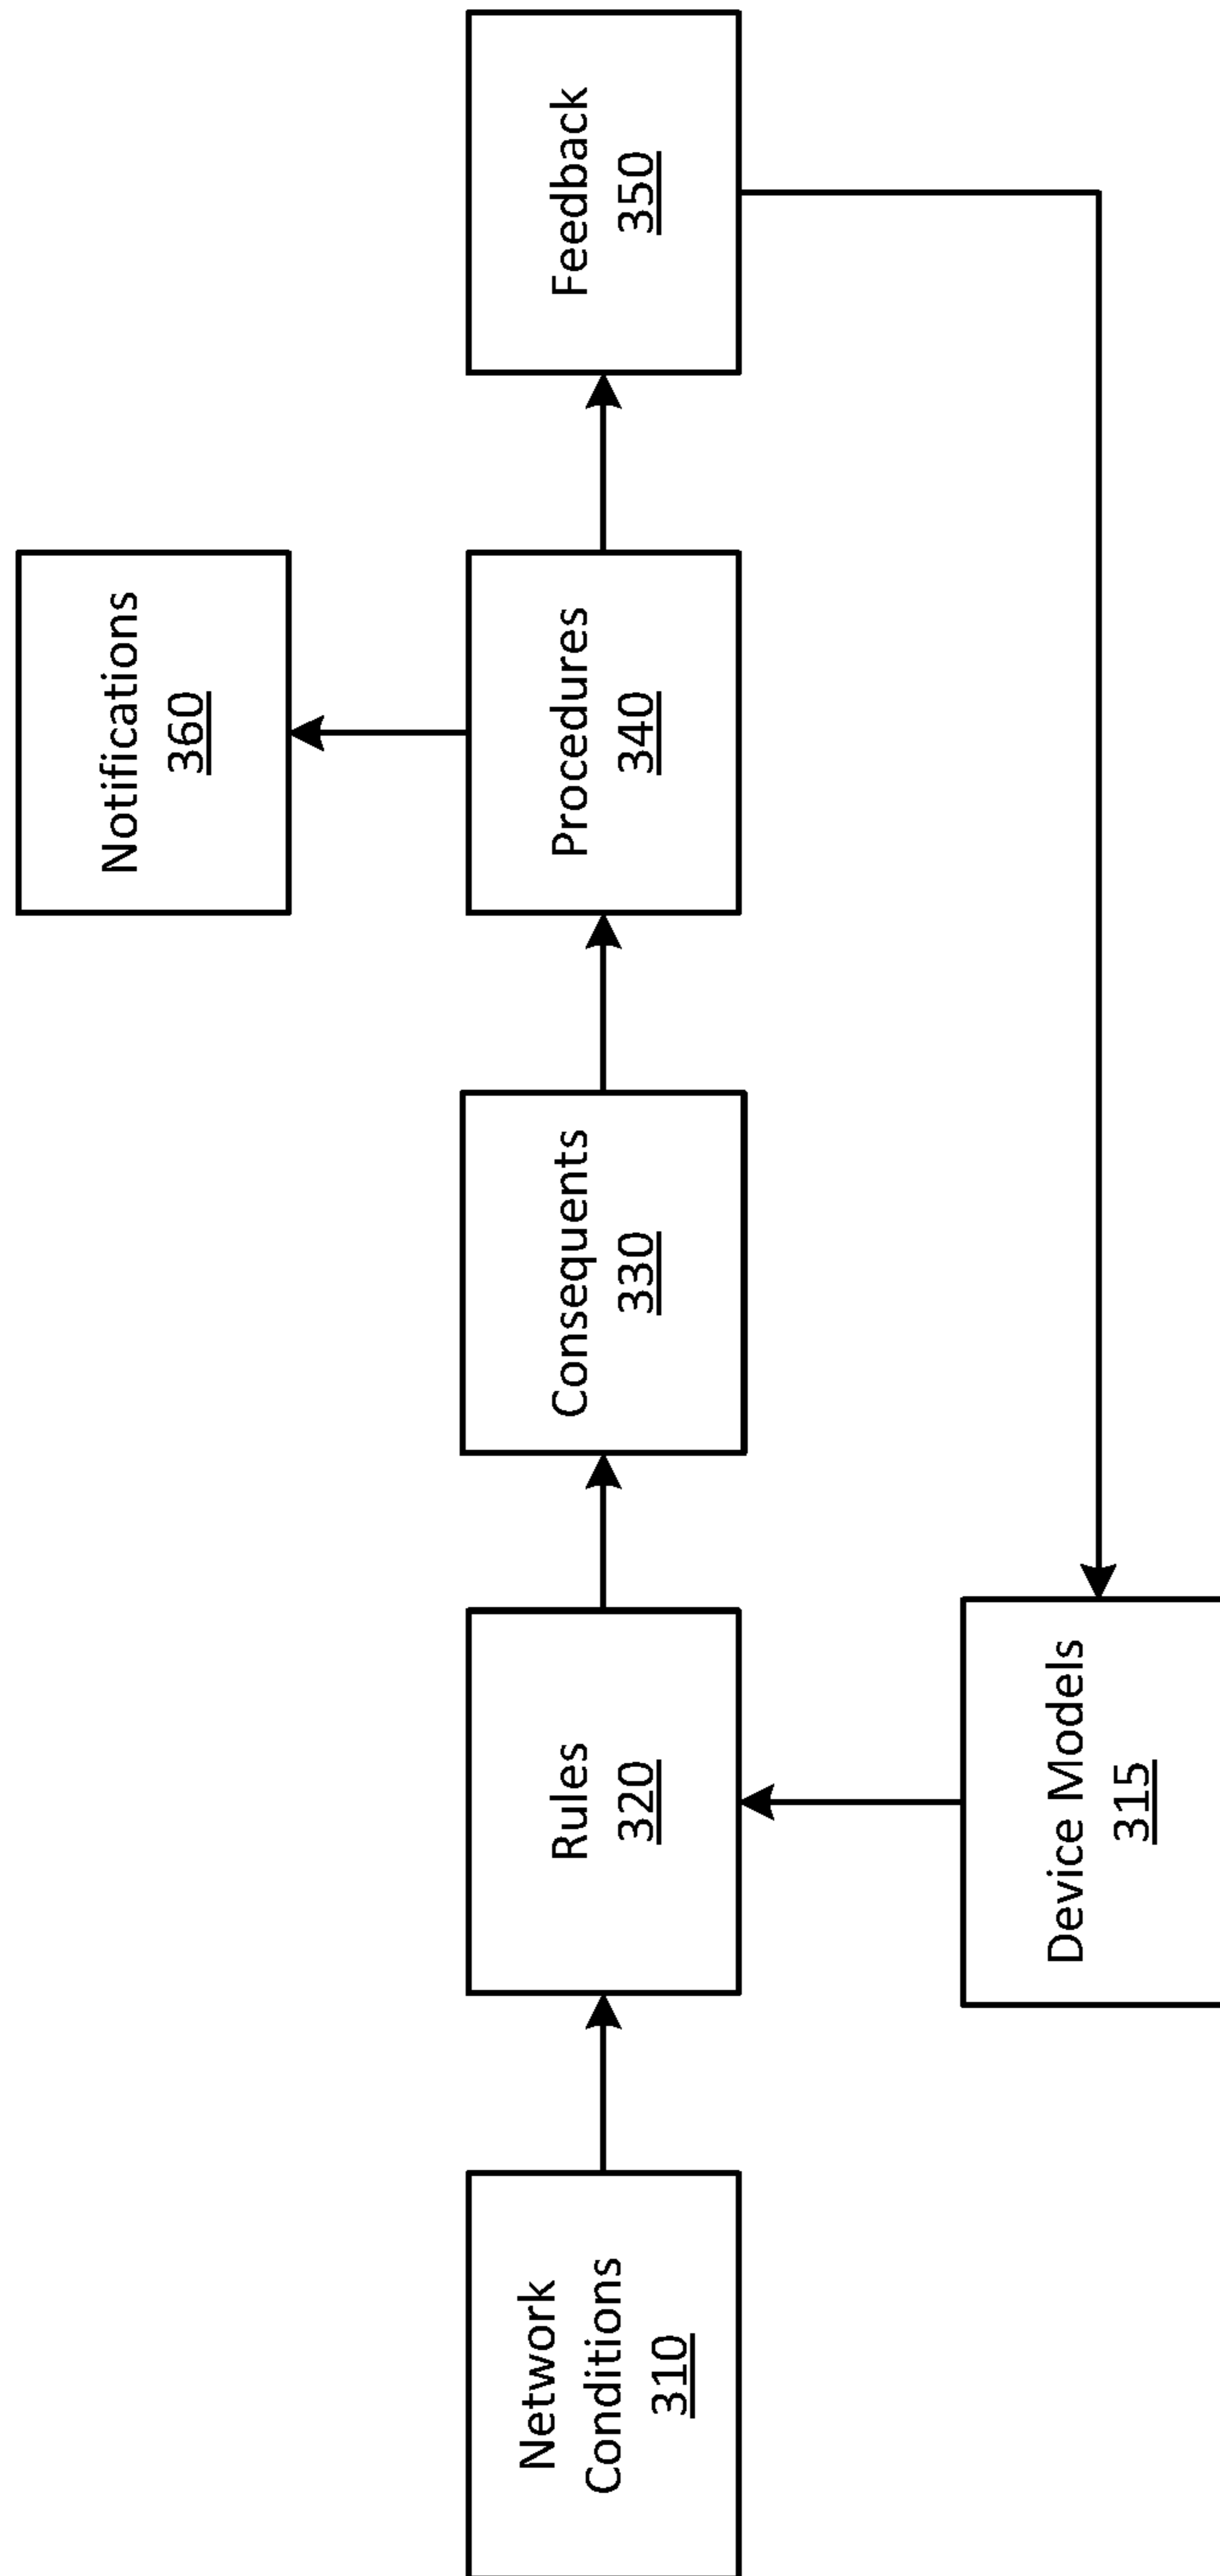 Notifications
360
Network
Conditions
310
Rules
320
Consequents
330
Procedures
340
Feedback
350
Device Models
315